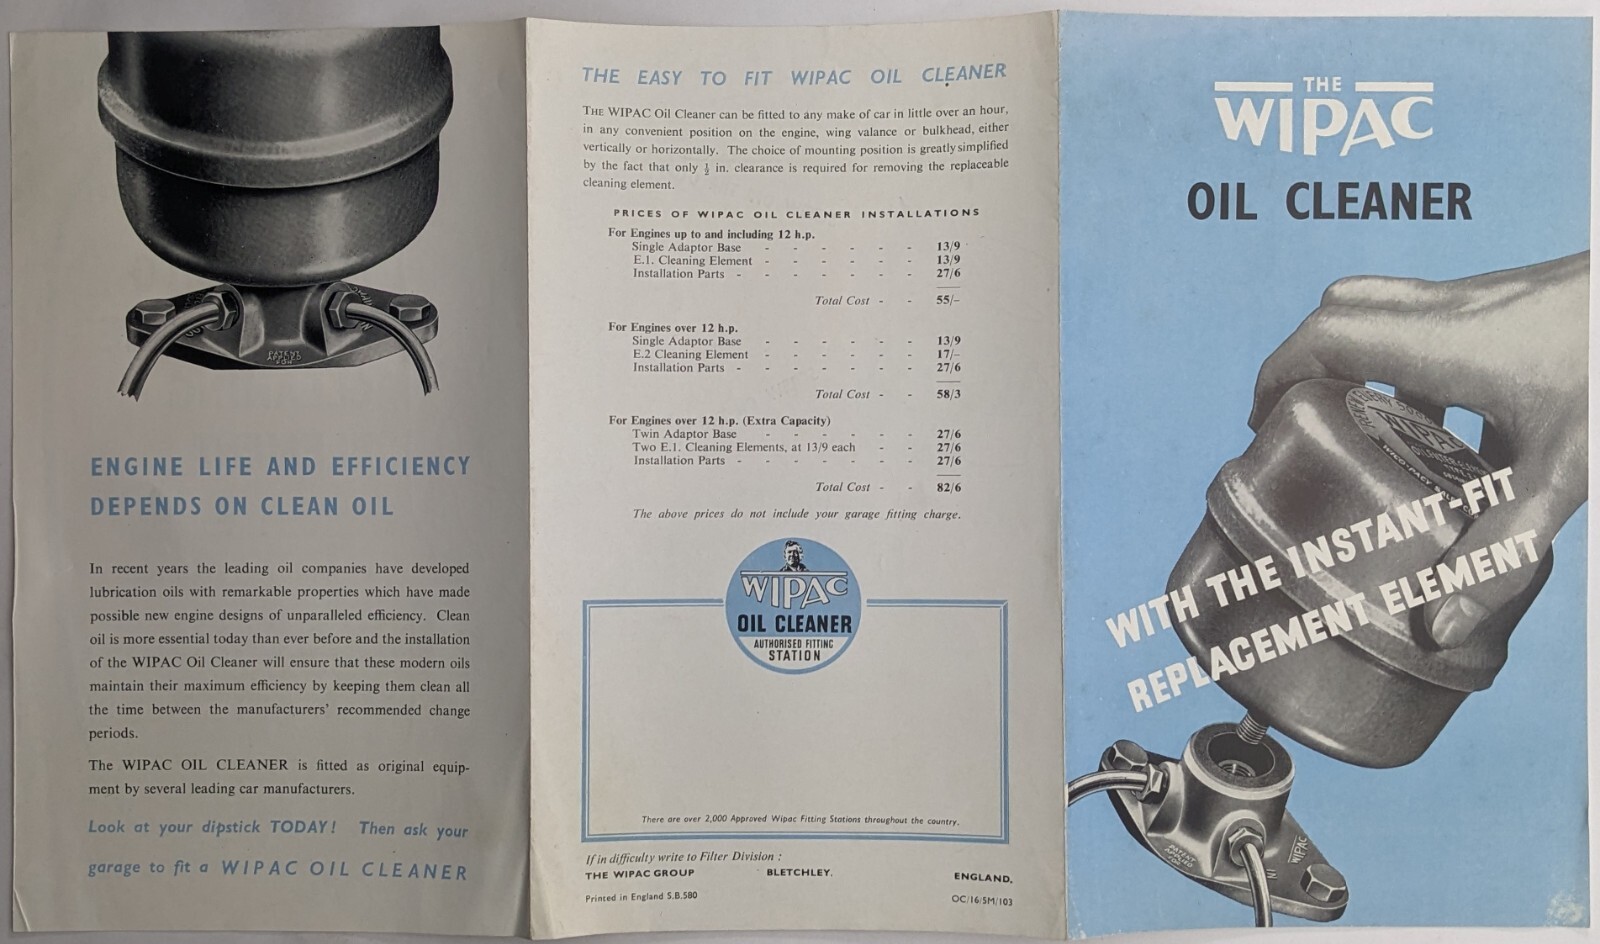 PATENT
APPLIED
FOR
ENGINE LIFE AND EFFICIENCY
DEPENDS ON CLEAN OIL
In recent years the leading oil companies have developed
lubrication oils with remarkable properties which have made
possible new engine designs of unparalleled efficiency. Clean
oil is more essential today than ever before and the installation
of the WIPAC Oil Cleaner will ensure that these modern oils
maintain their maximum efficiency by keeping them clean all
the time between the manufacturers' recommended change
periods.
The WIPAC OIL CLEANER is fitted as original equip-
ment by several leading car manufacturers.
Look at your dipstick TODAY! Then ask your
garage to fit a WIPAC OIL CLEANER
THE EASY TO FIT WIPAC OIL CLEANER
THE WIPAC Oil Cleaner can be fitted to any make of car in little over an hour,
in any convenient position on the engine, wing valance or bulkhead, either
vertically or horizontally. The choice of mounting position is greatly simplified
by the fact that only ½ in. clearance is required for removing the replaceable
cleaning element.
PRICES OF WIPAC OIL CLEANER INSTALLATIONS
For Engines up to and including 12 h.p.
Single Adaptor Base - - - - - - 13/9
E.1. Cleaning Element - - - - - - 13/9
Installation Parts - - - - - - - 27/6
Total Cost - - 55/-
For Engines over 12 h.p.
Single Adaptor Base - - - - - - 13/9
E.2 Cleaning Element - - - - - - 17/-
Installation Parts - - - - - - - 27/6
Total Cost - - 58/3
For Engines over 12 h.p. (Extra Capacity)
Twin Adaptor Base - - - - - - 27/6
Two E.1. Cleaning Elements, at 13/9 each - - 27/6
Installation Parts - - - - - - - 27/6
Total Cost - - 82/6
The above prices do not include your garage fitting charge.
WIPAC
OIL CLEANER
AUTHORISED FITTING
STATION
There are over 2,000 Approved Wipac Fitting Stations throughout the country.
If in difficulty write to Filter Division :
THE WIPAC GROUP BLETCHLEY. ENGLAND.
Printed in England S.B.580 OC/16/5M/103
THE
WIPAC
OIL CLEANER
WIPAC
WITH THE INSTANT-FIT
REPLACEMENT ELEMENT
PATENT
APPLIED
FOR
IN
WIPAC